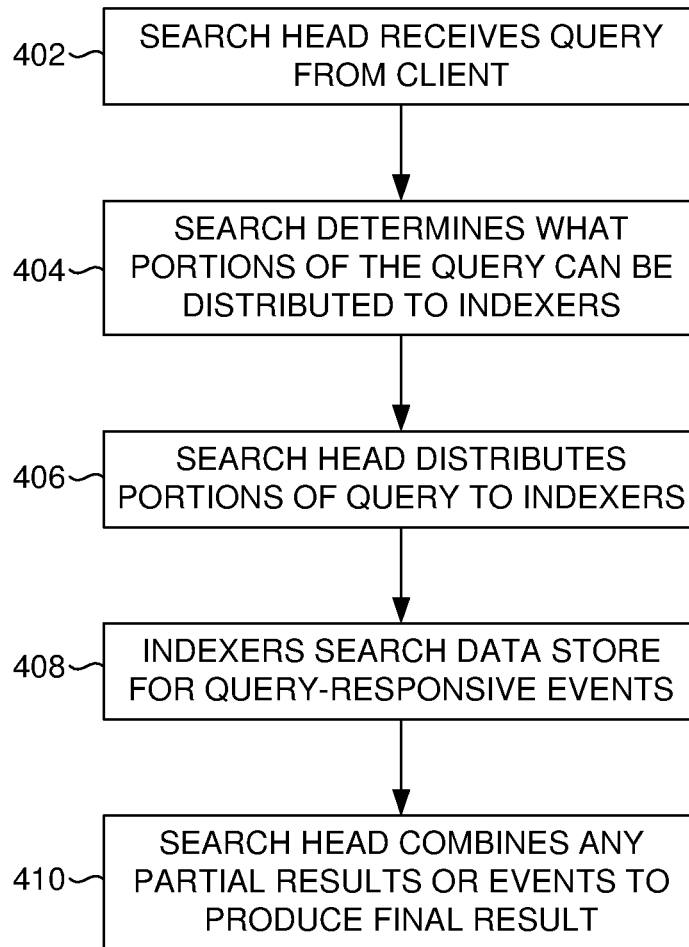 402
SEARCH HEAD RECEIVES QUERY
FROM CLIENT
404
SEARCH DETERMINES WHAT
PORTIONS OF THE QUERY CAN BE
DISTRIBUTED TO INDEXERS
406
SEARCH HEAD DISTRIBUTES
PORTIONS OF QUERY TO INDEXERS
408
INDEXERS SEARCH DATA STORE
FOR QUERY-RESPONSIVE EVENTS
410
SEARCH HEAD COMBINES ANY
PARTIAL RESULTS OR EVENTS TO
PRODUCE FINAL RESULT